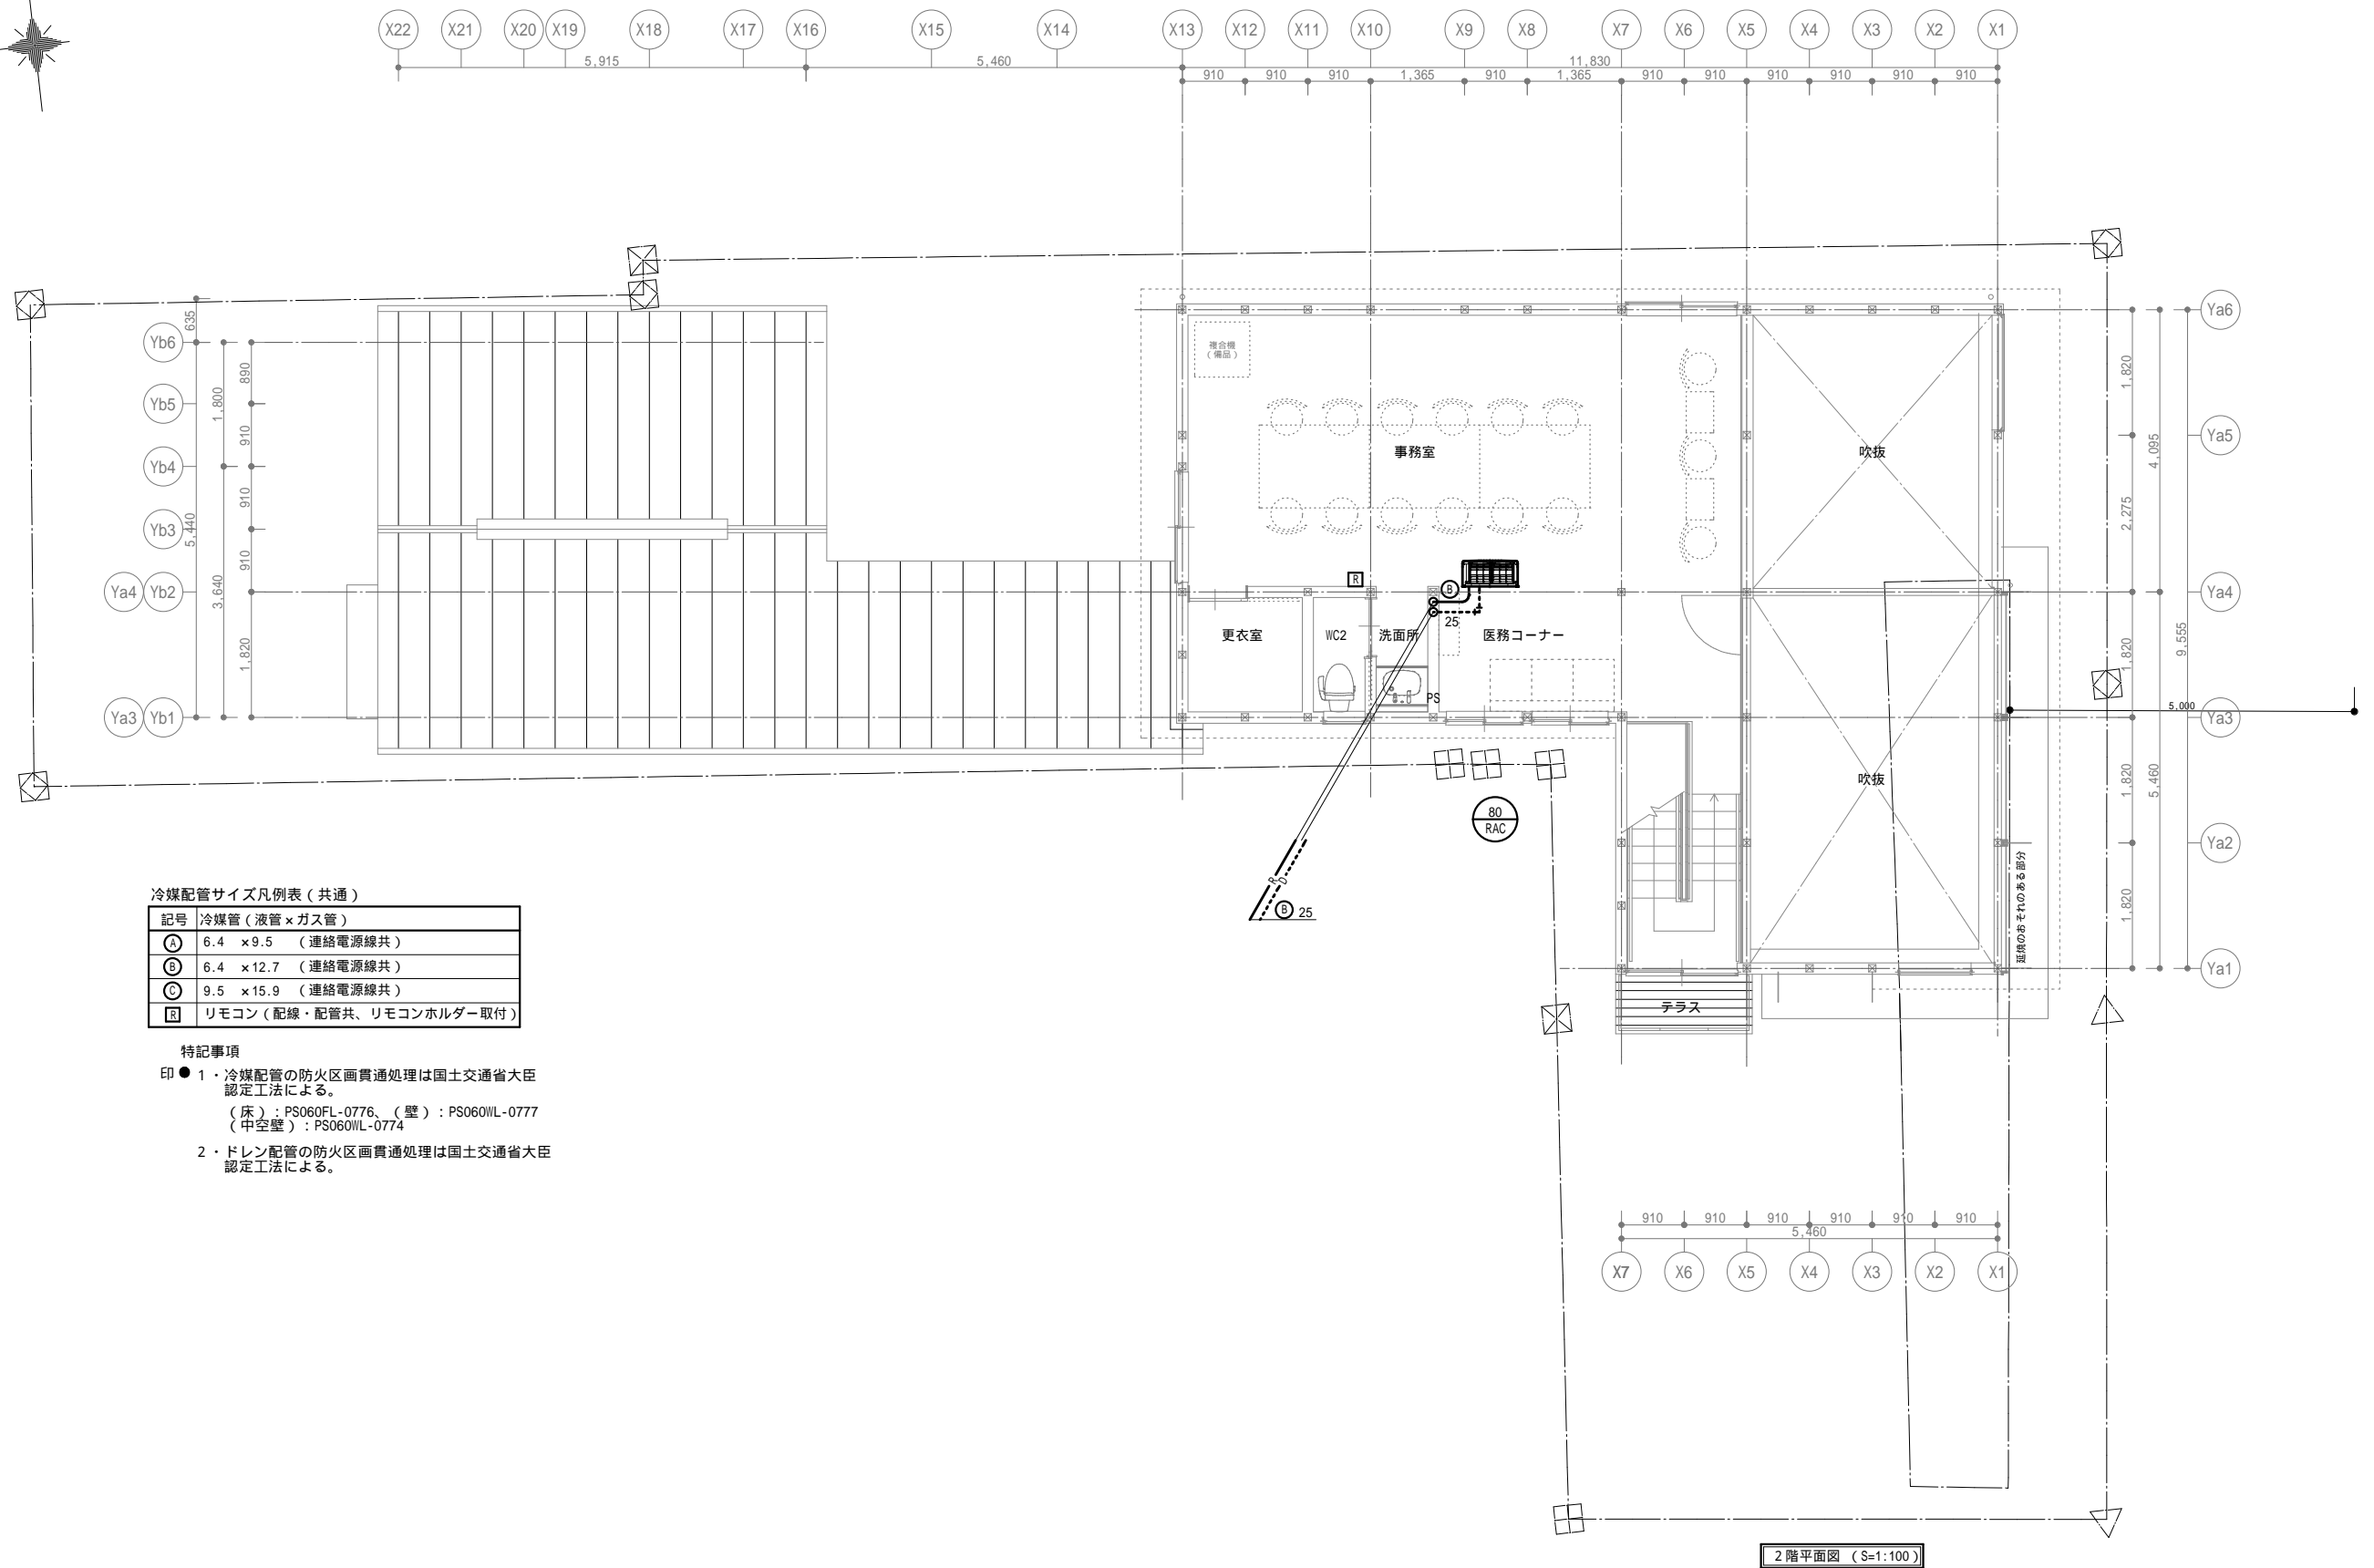 X22 X21 X20 X19 X18 X17 X16 X15 X14 X13 X12 X11 X10 X9 X8 X7 X6 X5 X4 X3 X2 X1
5,915 5,460 11,830
910 910 910 1,365 910 1,365 910 910 910 910 910 910
635
Yb6
890
1,800
Yb5
910
Yb4
910
Yb3
5,440
910
Ya4 Yb2
3,640
1,820
Ya3 Yb1
複合機
（備品）
事務室
吹抜
R
B
25
更衣室
WC2
洗面所
医務コーナー
PS
吹抜
80
RAC
R
D
B 25
テラス
延焼のおそれのある部分
Ya6
1,820
Ya5
4,095
2,275
Ya4
1,820
9,555
5,000
Ya3
1,820
5,460
Ya2
1,820
Ya1
冷媒配管サイズ凡例表（共通）
記号 冷媒管（液管×ガス管）
A 6.4 ×9.5 （連絡電源線共）
B 6.4 ×12.7 （連絡電源線共）
C 9.5 ×15.9 （連絡電源線共）
R リモコン（配線・配管共、リモコンホルダー取付）
特記事項
印● 1・冷媒配管の防火区画貫通処理は国土交通省大臣
認定工法による。
（床）：PS060FL-0776、（壁）：PS060WL-0777
（中空壁）：PS060WL-0774
2・ドレン配管の防火区画貫通処理は国土交通省大臣
認定工法による。
910 910 910 910 910 910
5,460
X7 X6 X5 X4 X3 X2 X1
2階平面図 （S=1:100）